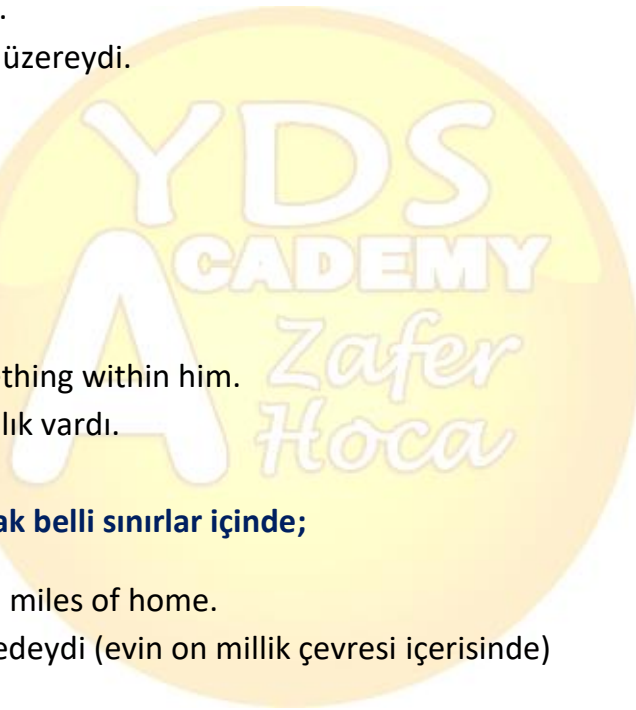 .
üzereydi.
YDS
ACADEMY
Zafer
Hoca
thing within him.
lık vardı.
ak belli sınırlar içinde;
miles of home.
edeydi (evin on millik çevresi içerisinde)